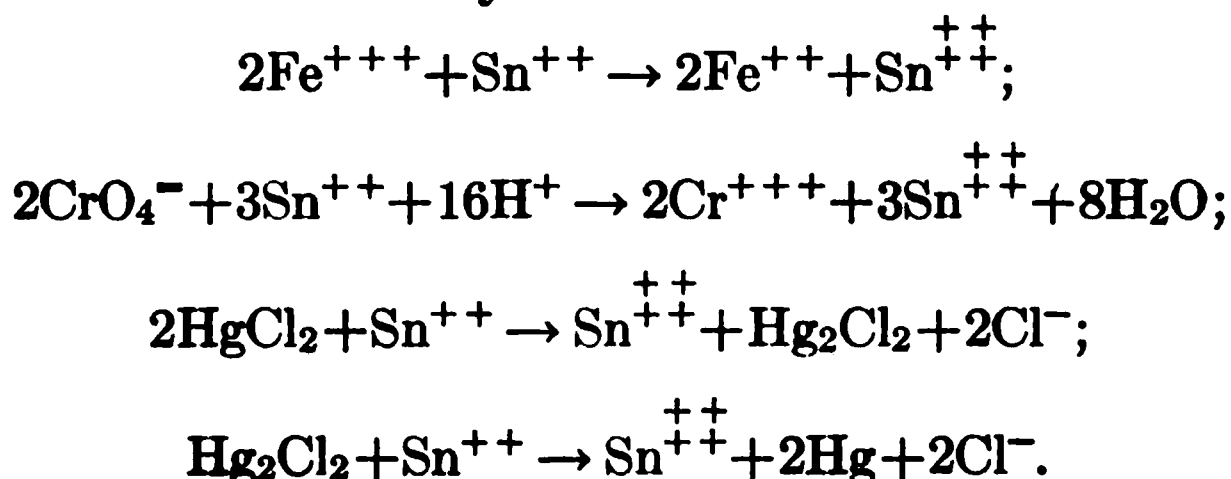 2Fe⁺⁺⁺+Sn⁺⁺ → 2Fe⁺⁺+Sn⁺⁺⁺⁺;
2CrO₄⁻+3Sn⁺⁺+16H⁺ → 2Cr⁺⁺⁺+3Sn⁺⁺⁺⁺+8H₂O;
2HgCl₂+Sn⁺⁺ → Sn⁺⁺⁺⁺+Hg₂Cl₂+2Cl⁻;
Hg₂Cl₂+Sn⁺⁺ → Sn⁺⁺⁺⁺+2Hg+2Cl⁻.